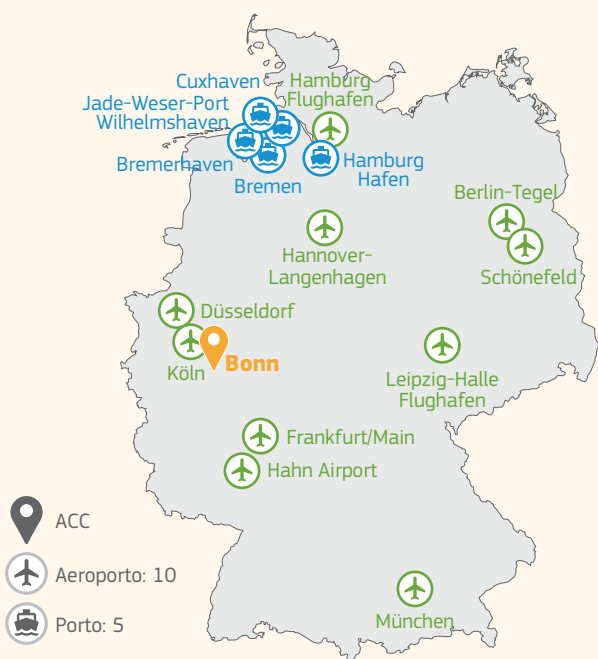 Cuxhaven
Hamburg
Flughafen
Jade-Weser-Port
Wilhelmshaven
Bremerhaven
Bremen
Hamburg
Hafen
Berlin-Tegel
Schönefeld
Hannover-
Langenhagen
Düsseldorf
Köln
Bonn
Leipzig-Halle
Flughafen
Frankfurt/Main
Hahn Airport
München
ACC
Aeroporto: 10
Porto: 5